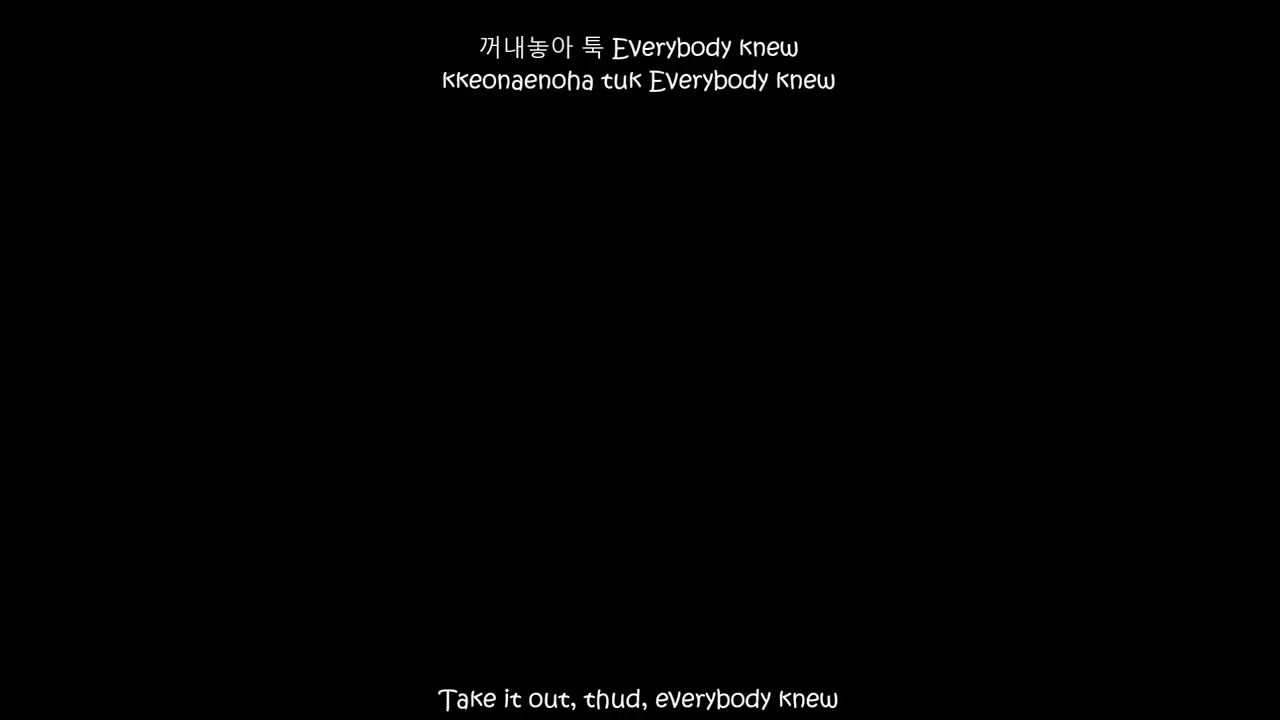 꺼내놓아 툭 Everybody knew
kkeonaenoha tuk Everybody knew
Take it out, thud, everybody knew